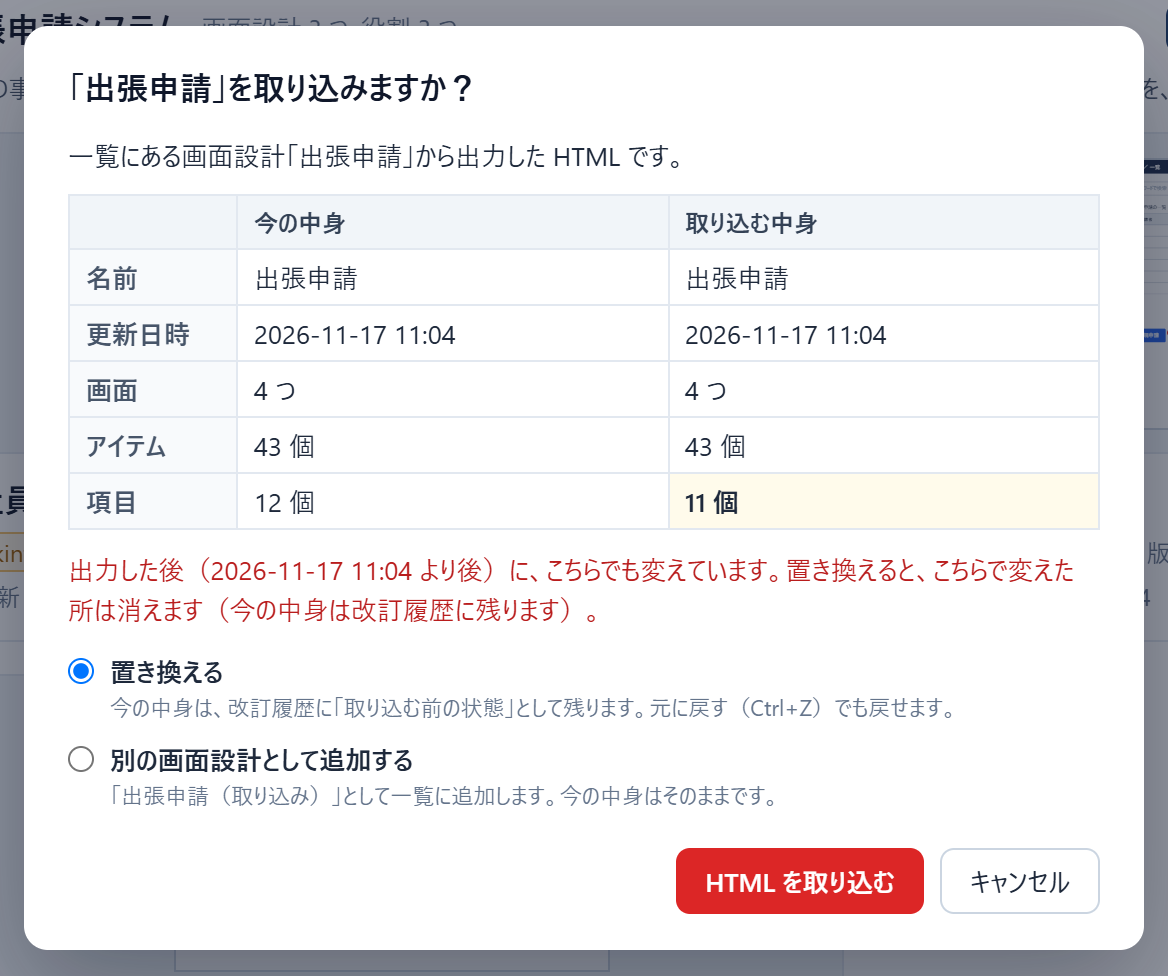 「出張申請」を取り込みますか？
一覧にある画面設計「出張申請」から出力した HTML です。
今の中身 取り込む中身
名前 出張申請 出張申請
更新日時 2026-11-17 11:04 2026-11-17 11:04
画面 4 つ 4 つ
アイテム 43 個 43 個
項目 12 個 11 個
出力した後（2026-11-17 11:04 より後）に、こちらでも変えています。置き換えると、こちらで変えた
所は消えます（今の中身は改訂履歴に残ります）。
置き換える
今の中身は、改訂履歴に「取り込む前の状態」として残ります。元に戻す（Ctrl+Z）でも戻せます。
別の画面設計として追加する
「出張申請（取り込み）」として一覧に追加します。今の中身はそのままです。
HTML を取り込む
キャンセル